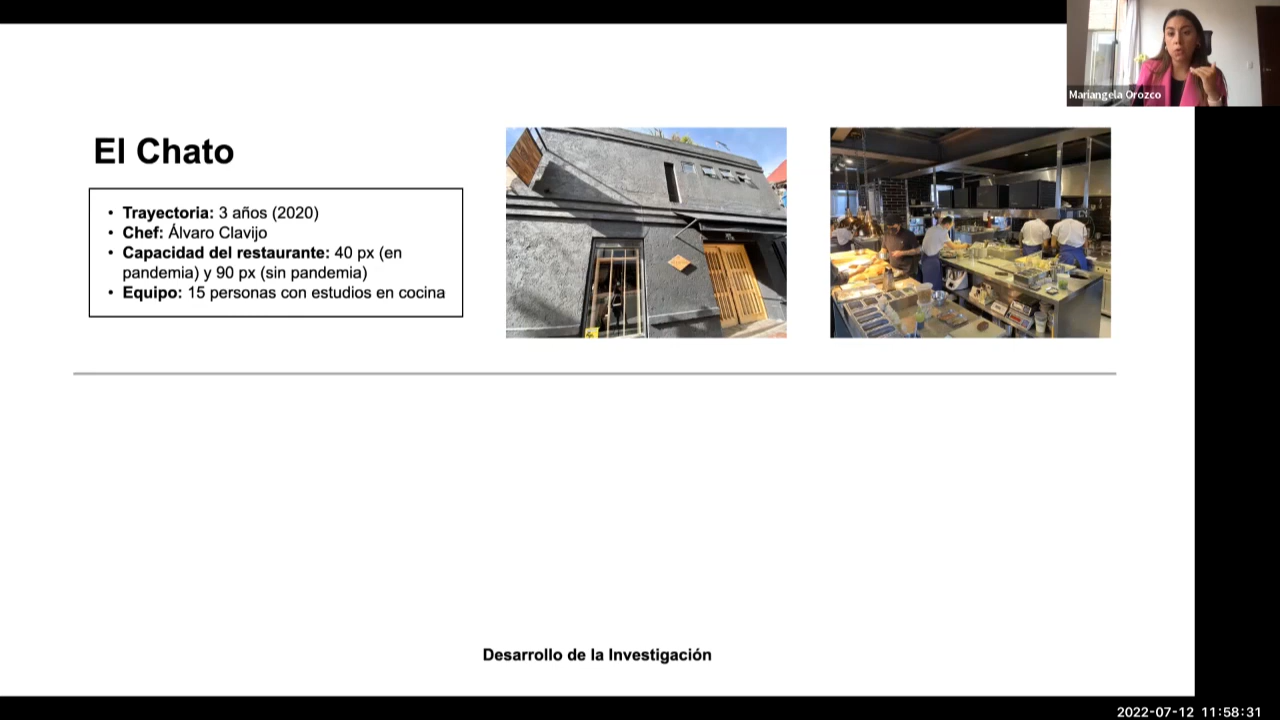 Mariangela Orozco
El Chato
• Trayectoria: 3 años (2020)
• Chef: Álvaro Clavijo
• Capacidad del restaurante: 40 px (en
pandemia) y 90 px (sin pandemia)
• Equipo: 15 personas con estudios en cocina
Desarrollo de la Investigación
2022-07-12 11:58:31